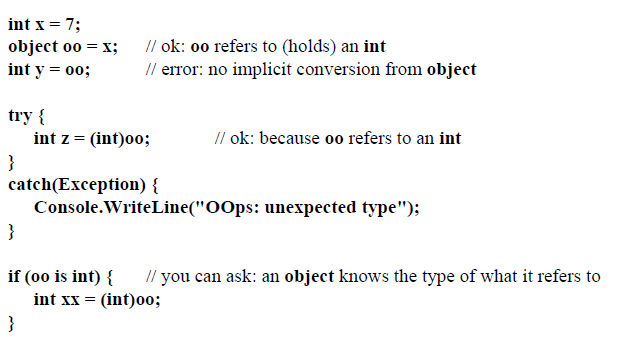 int x = 7;
object oo = x; // ok: oo refers to (holds) an int
int y = oo; // error: no implicit conversion from object
try {
int z = (int)oo; // ok: because oo refers to an int
}
catch(Exception) {
Console.WriteLine("OOps: unexpected type");
}
if (oo is int) { // you can ask: an object knows the type of what it refers to
int xx = (int)oo;
}